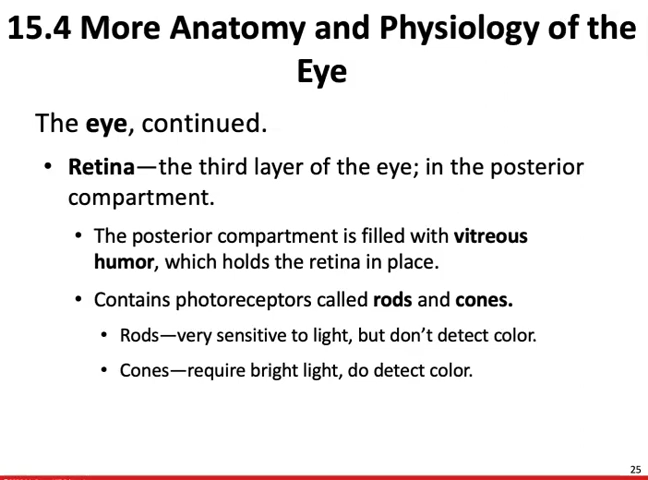 15.4 More Anatomy and Physiology of the
Eye
The eye, continued.
• Retina—the third layer of the eye; in the posterior
compartment.
• The posterior compartment is filled with vitreous
humor, which holds the retina in place.
• Contains photoreceptors called rods and cones.
• Rods—very sensitive to light, but don’t detect color.
• Cones—require bright light, do detect color.
25